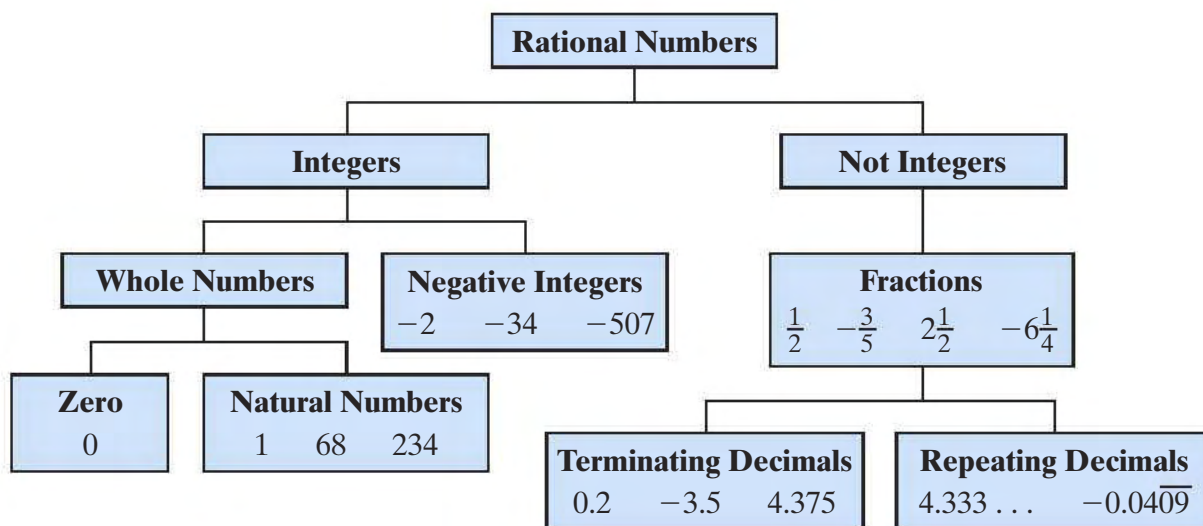 Rational Numbers
Integers
Not Integers
Whole Numbers
Negative Integers
−2 −34 −507
Fractions
1/2 −3/5 2 1/2 −6 1/4
Zero
0
Natural Numbers
1 68 234
Terminating Decimals
0.2 −3.5 4.375
Repeating Decimals
4.333 . . . −0.040̅9̅